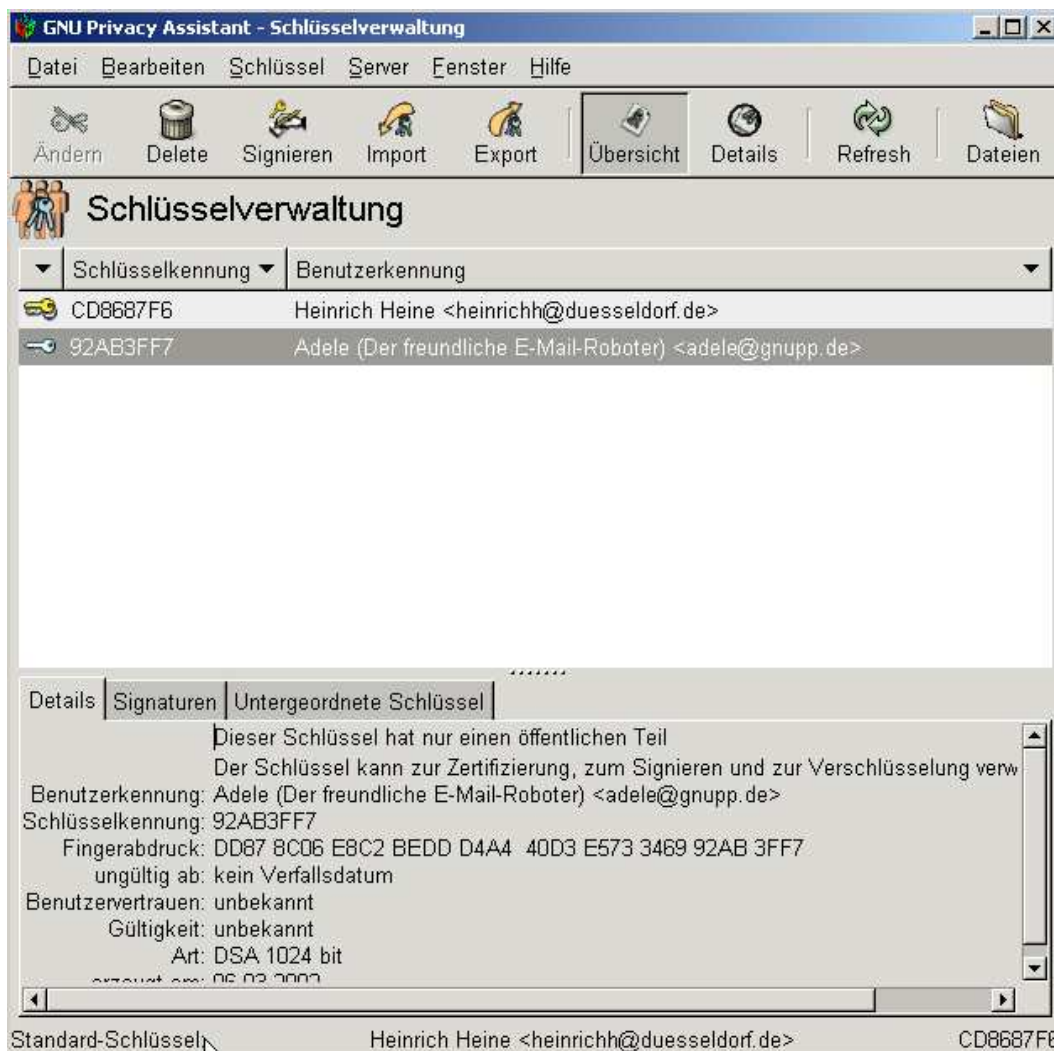 GNU Privacy Assistant - Schlüsselverwaltung
Datei Bearbeiten Schlüssel Server Fenster Hilfe
Ändern Delete Signieren Import Export Übersicht Details Refresh Dateien
Schlüsselverwaltung
Schlüsselkennung Benutzerkennung
CD8687F6 Heinrich Heine <heinrichh@duesseldorf.de>
92AB3FF7 Adele (Der freundliche E-Mail-Roboter) <adele@gnupp.de>
Details Signaturen Untergeordnete Schlüssel
Dieser Schlüssel hat nur einen öffentlichen Teil
Der Schlüssel kann zur Zertifizierung, zum Signieren und zur Verschlüsselung verw
Benutzerkennung: Adele (Der freundliche E-Mail-Roboter) <adele@gnupp.de>
Schlüsselkennung: 92AB3FF7
Fingerabdruck: DD87 8C06 E8C2 BEDD D4A4 40D3 E573 3469 92AB 3FF7
ungültig ab: kein Verfallsdatum
Benutzervertrauen: unbekannt
Gültigkeit: unbekannt
Art: DSA 1024 bit
erzeugt am:
Standard-Schlüssel: Heinrich Heine <heinrichh@duesseldorf.de> CD8687F6